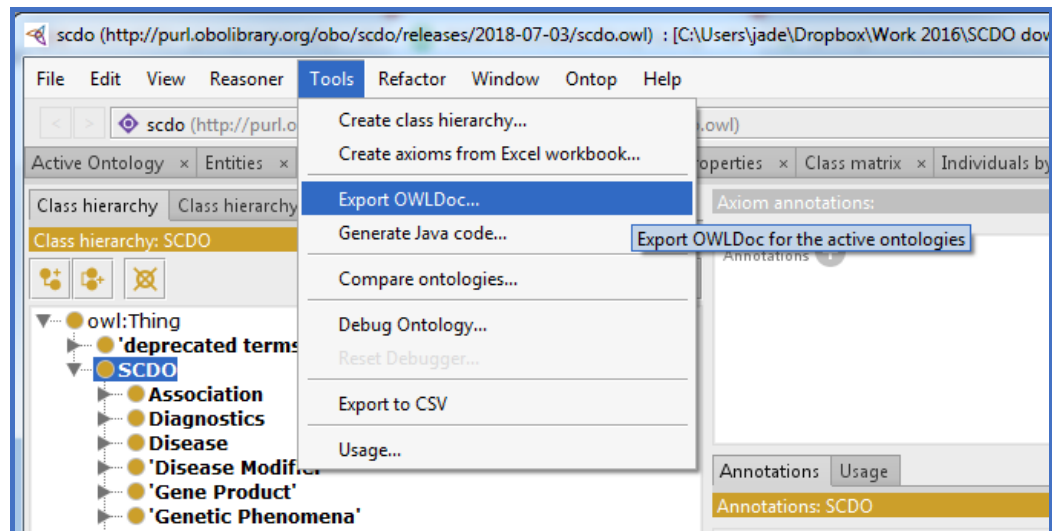 scdo (http://purl.obolibrary.org/obo/scdo/releases/2018-07-03/scdo.owl) : [C:\Users\jade\Dropbox\Work 2016\SCDO dow
File Edit View Reasoner Tools Refactor Window Ontop Help
< > scdo (http://purl.o .owl)
Active Ontology × Entities × operties × Class matrix × Individuals by
Create class hierarchy...
Create axioms from Excel workbook...
Export OWLDoc...
Generate Java code...
Compare ontologies...
Debug Ontology...
Reset Debugger...
Export to CSV
Usage...
Export OWLDoc for the active ontologies
Class hierarchy Class hierarchy
Class hierarchy: SCDO
owl:Thing
'deprecated terms
SCDO
Association
Diagnostics
Disease
'Disease Modifier
'Gene Product'
'Genetic Phenomena'
Axiom annotations:
Annotations
Annotations Usage
Annotations: SCDO